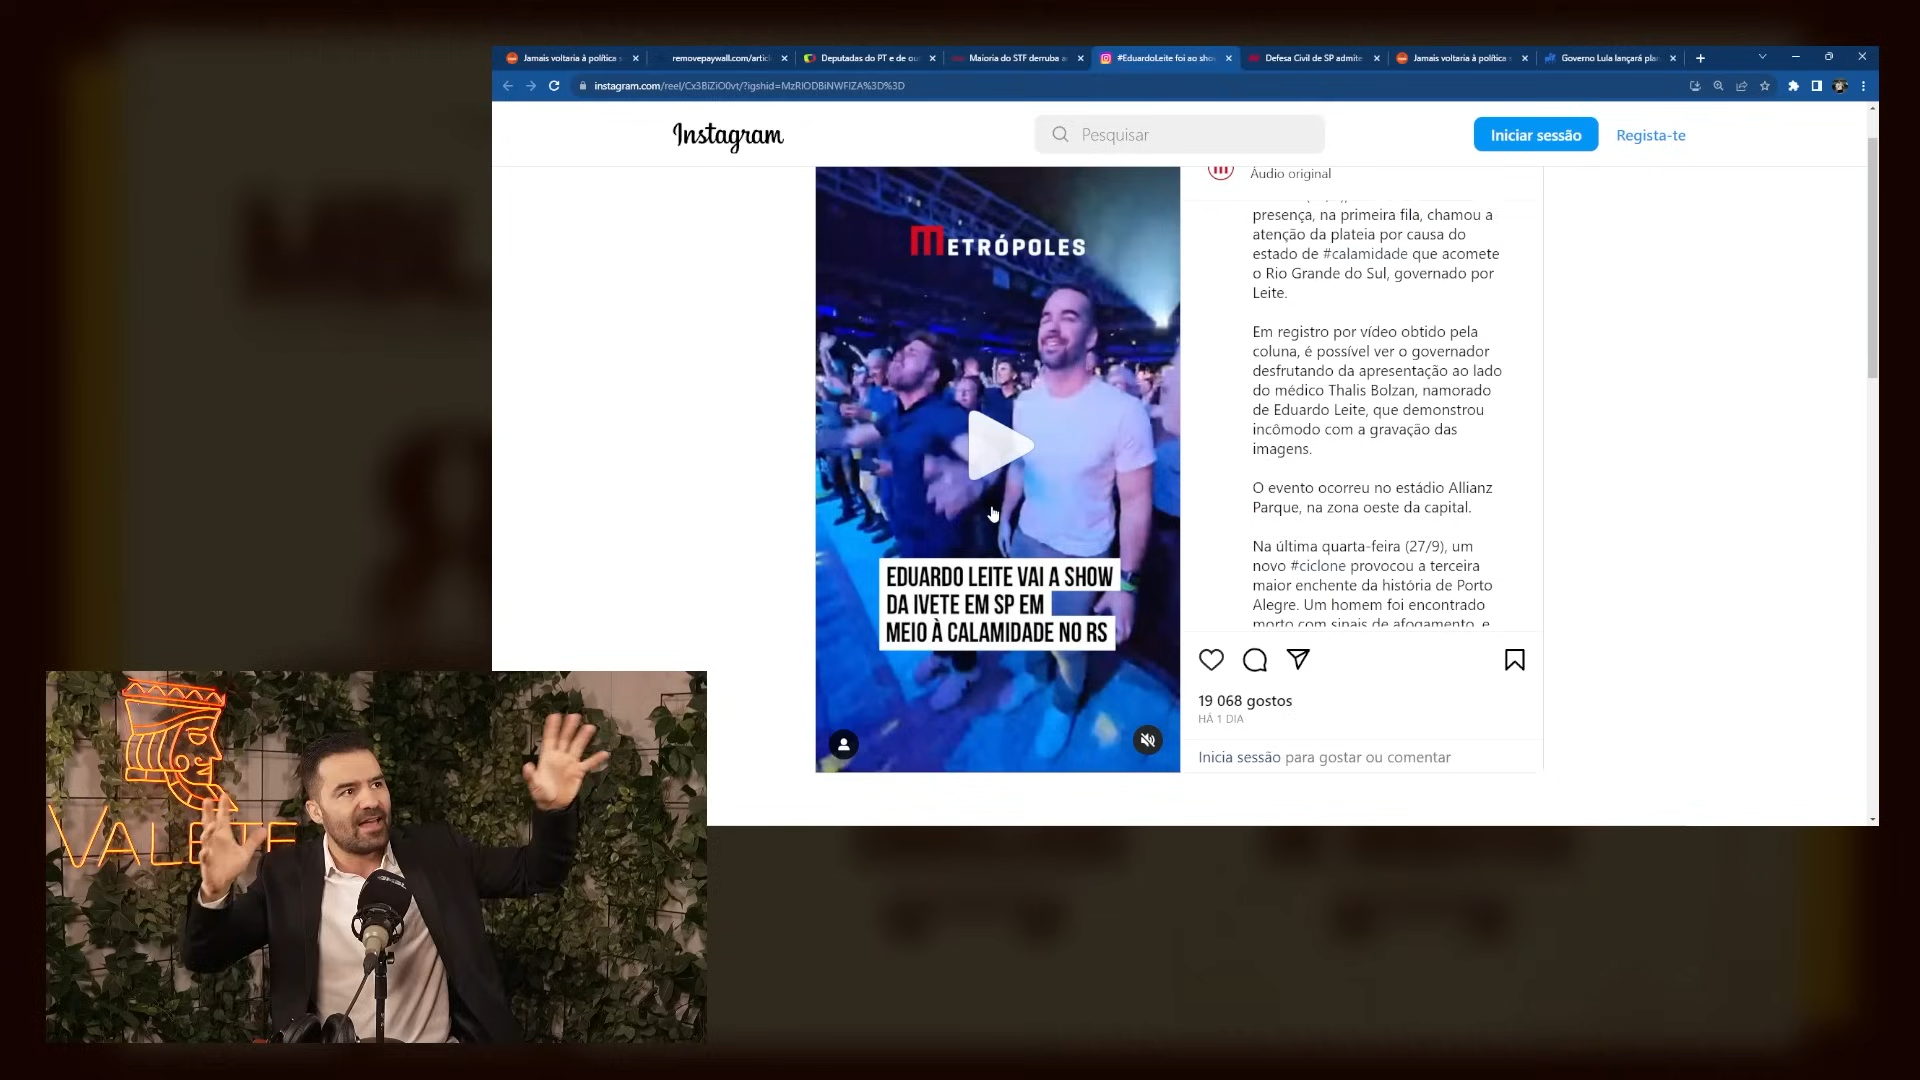 Jamais voltaria à política
removepaywall.com/artic
Deputadas do PT e de ou
Maioria do STF derruba
#EduardoLeite foi ao sho
Defesa Civil de SP admite
Jamais voltaria à política
Governo Lula lançará plan
instagram.com/reel/Cx3BiZiO0vt/?igshid=MzRlODBiNWFlZA%3D%3D
Instagram
Pesquisar
Iniciar sessão
Regista-te
Áudio original
METRÓPOLES
presença, na primeira fila, chamou a
atenção da plateia por causa do
estado de #calamidade que acomete
o Rio Grande do Sul, governado por
Leite.
Em registro por vídeo obtido pela
coluna, é possível ver o governador
desfrutando da apresentação ao lado
do médico Thalis Bolzan, namorado
de Eduardo Leite, que demonstrou
incômodo com a gravação das
imagens.
O evento ocorreu no estádio Allianz
Parque, na zona oeste da capital.
Na última quarta-feira (27/9), um
novo #ciclone provocou a terceira
maior enchente da história de Porto
Alegre. Um homem foi encontrado
morto com sinais de afogamento, e
EDUARDO LEITE VAI A SHOW
DA IVETE EM SP EM
MEIO À CALAMIDADE NO RS
19 068 gostos
HÁ 1 DIA
Inicia sessão para gostar ou comentar
VALETE